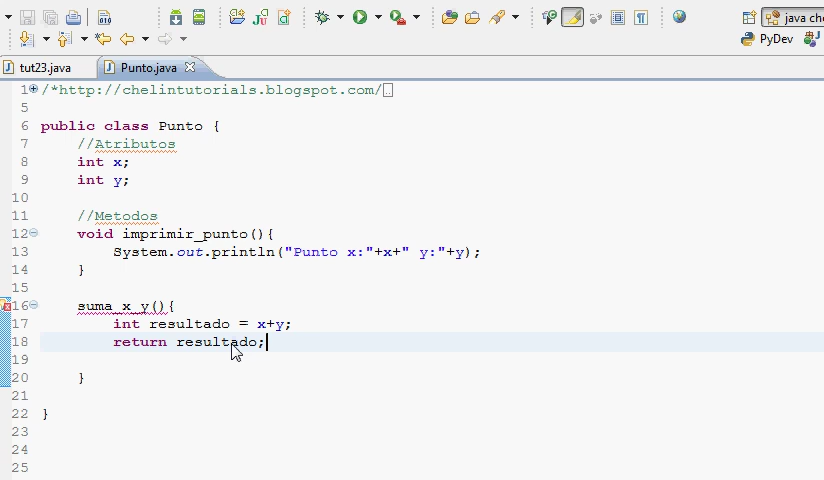 java che
PyDev
tut23.java Punto.java
1 /*http://chelintutorials.blogspot.com/
5
6 public class Punto {
7 //Atributos
8 int x;
9 int y;
10
11 //Metodos
12 void imprimir_punto(){
13 System.out.println("Punto x:"+x+" y:"+y);
14 }
15
16 suma_x_y(){
17 int resultado = x+y;
18 return resultado;
19
20 }
21
22 }
23
24
25